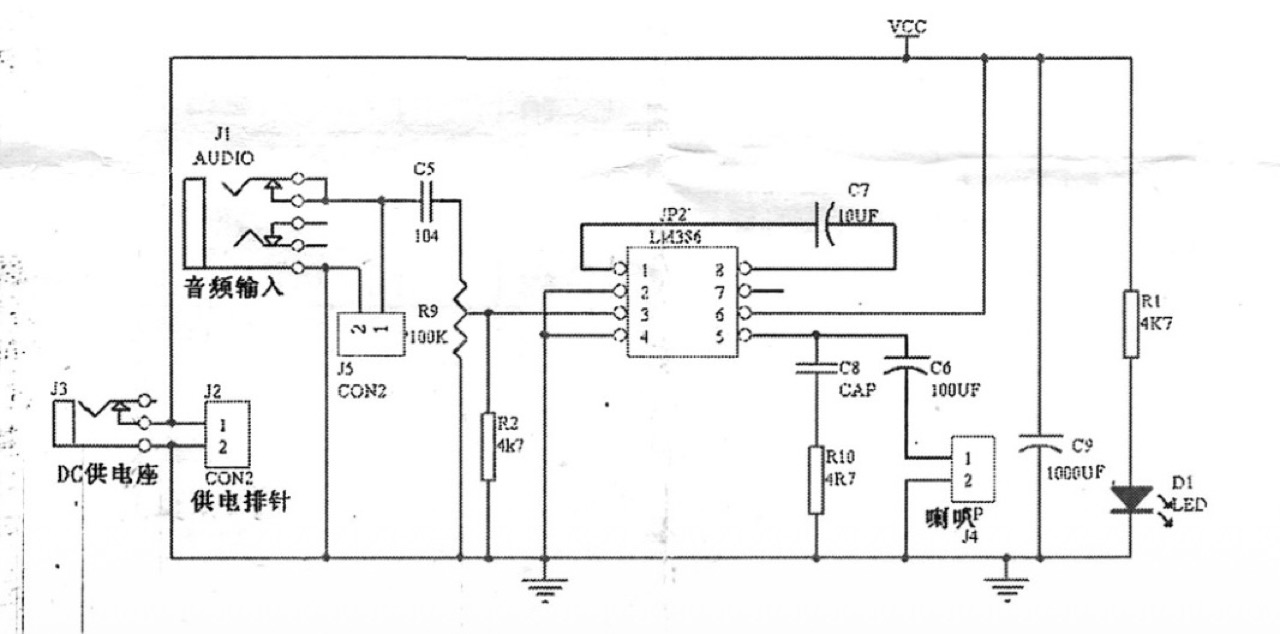 VCC
J1
AUDIO
音频输入
C5
104
R9
100K
2
1
J5
CON2
J3
DC供电座
J2
1
2
CON2
供电排针
R2
4k7
JP2
LM386
1
2
3
4
8
7
6
5
C7
10UF
C8
CAP
C6
100UF
R10
4R7
1
2
喇叭
J4
C9
1000UF
R1
4K7
D1
LED